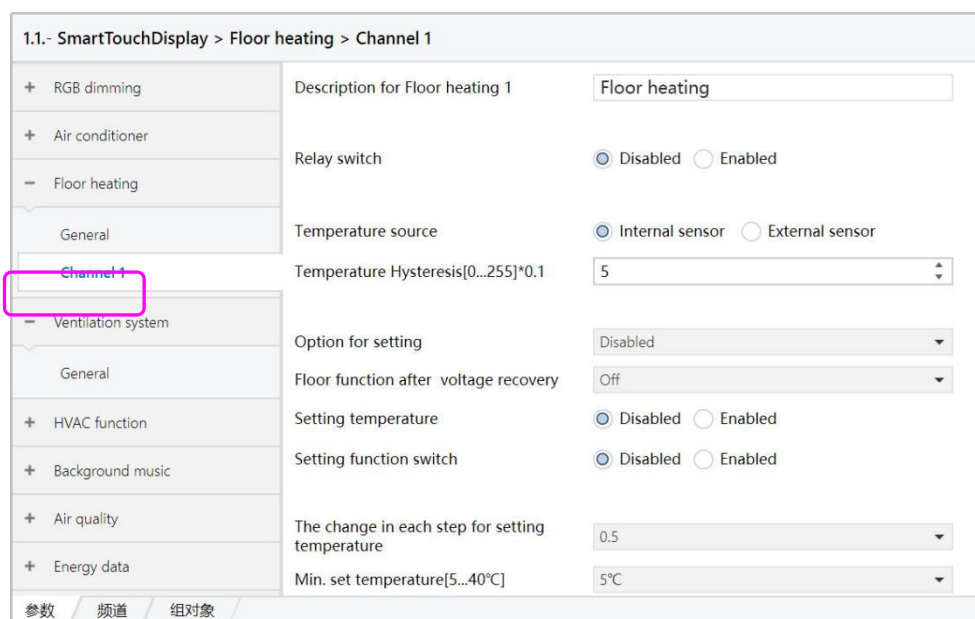 1.1.- SmartTouchDisplay > Floor heating > Channel 1
+ RGB dimming
+ Air conditioner
− Floor heating
General
Channel 1
− Ventilation system
General
+ HVAC function
+ Background music
+ Air quality
+ Energy data
Description for Floor heating 1 Floor heating
Relay switch Disabled Enabled
Temperature source Internal sensor External sensor
Temperature Hysteresis[0...255]*0.1 5
Option for setting Disabled
Floor function after voltage recovery Off
Setting temperature Disabled Enabled
Setting function switch Disabled Enabled
The change in each step for setting
temperature 0.5
Min. set temperature[5...40℃] 5℃
参数 频道 组对象